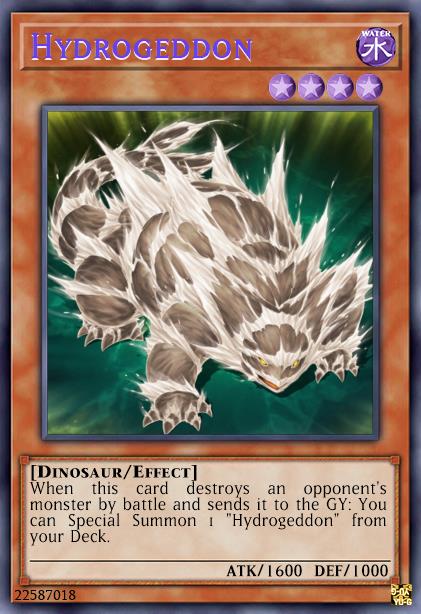 Hydrogeddon
WATER
水
[Dinosaur/Effect]
When this card destroys an opponent's
monster by battle and sends it to the GY: You
can Special Summon 1 "Hydrogeddon" from
your Deck.
ATK/1600 DEF/1000
22587018